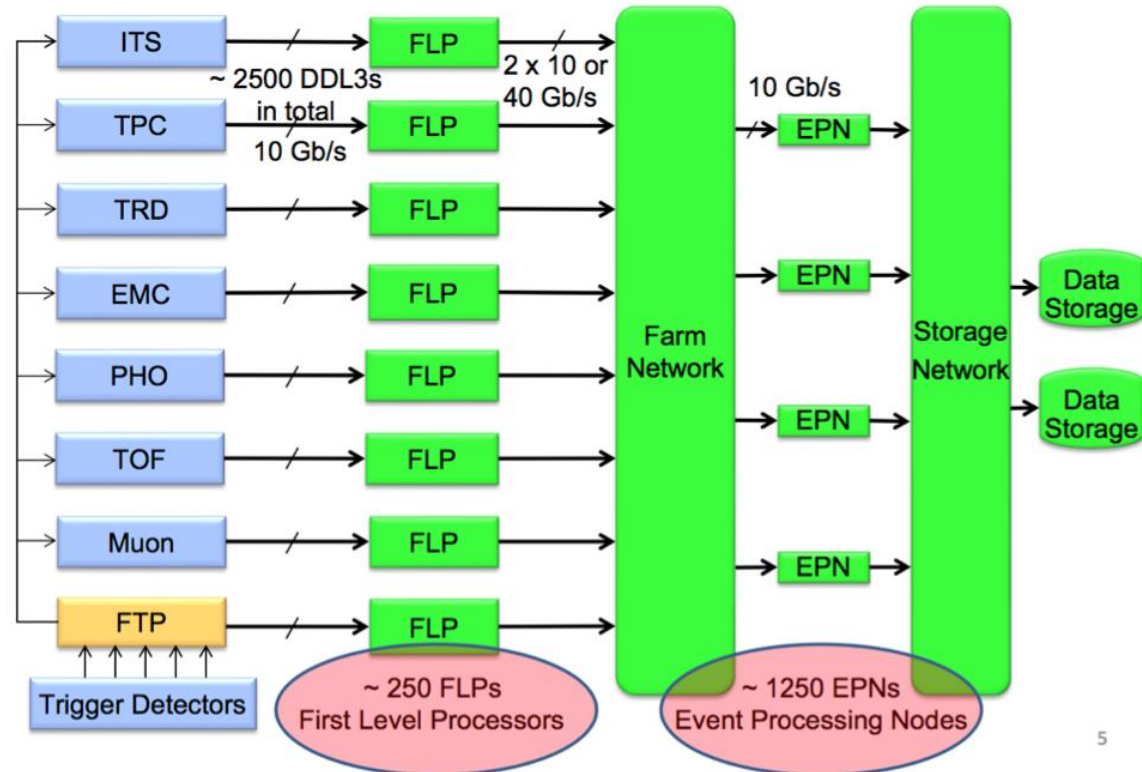 ITS
FLP
~ 2500 DDL3s
in total
10 Gb/s
2 x 10 or
40 Gb/s
10 Gb/s
TPC
FLP
EPN
TRD
FLP
EMC
FLP
EPN
Farm
Network
Storage
Network
Data
Storage
PHO
FLP
Data
Storage
EPN
TOF
FLP
Muon
FLP
EPN
FTP
FLP
Trigger Detectors
~ 250 FLPs
First Level Processors
~ 1250 EPNs
Event Processing Nodes
5